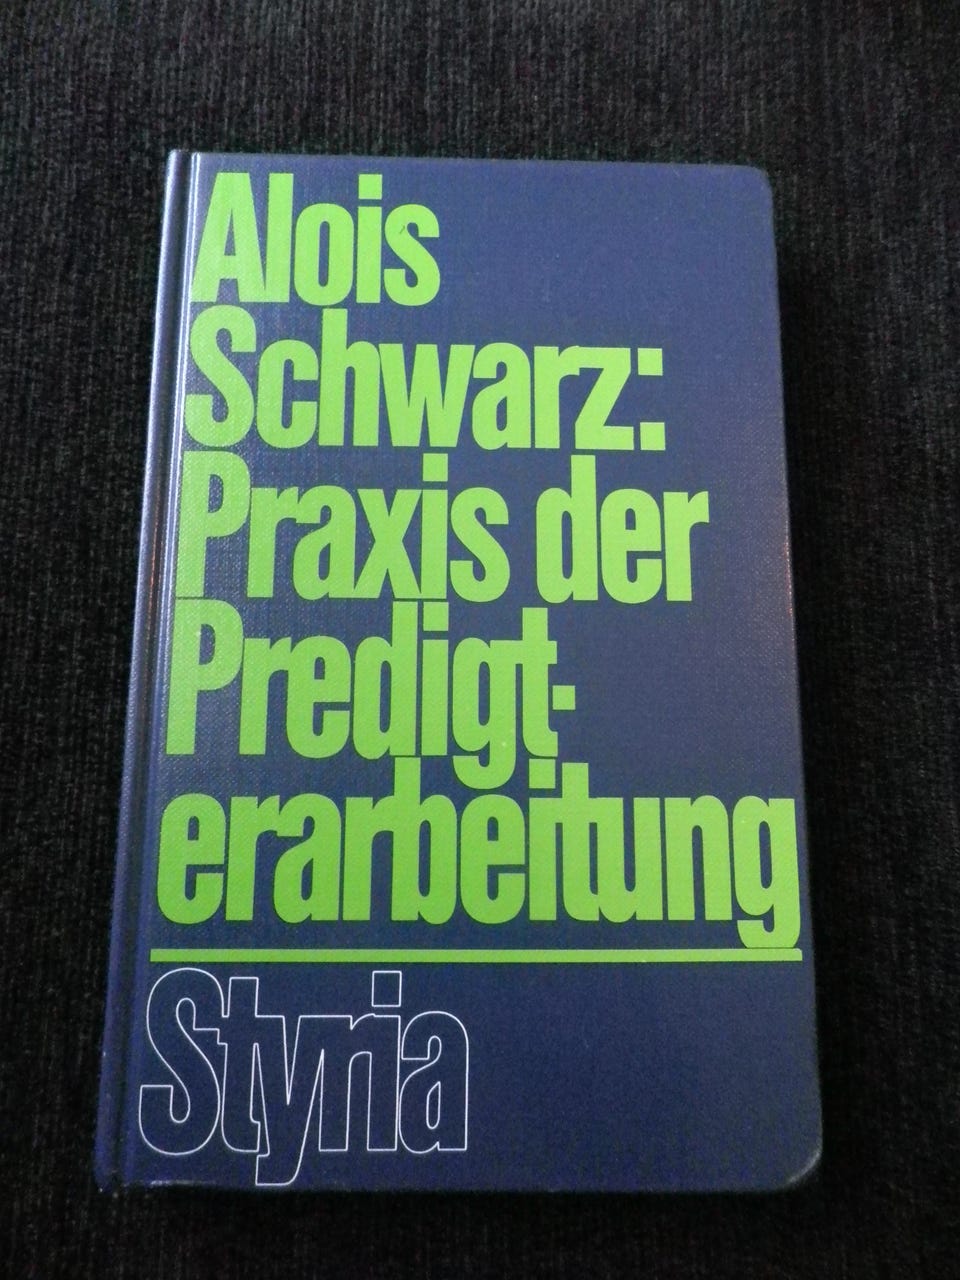 Alois
Schwarz:
Praxis der
Predigt-
erarbeitung
Styria